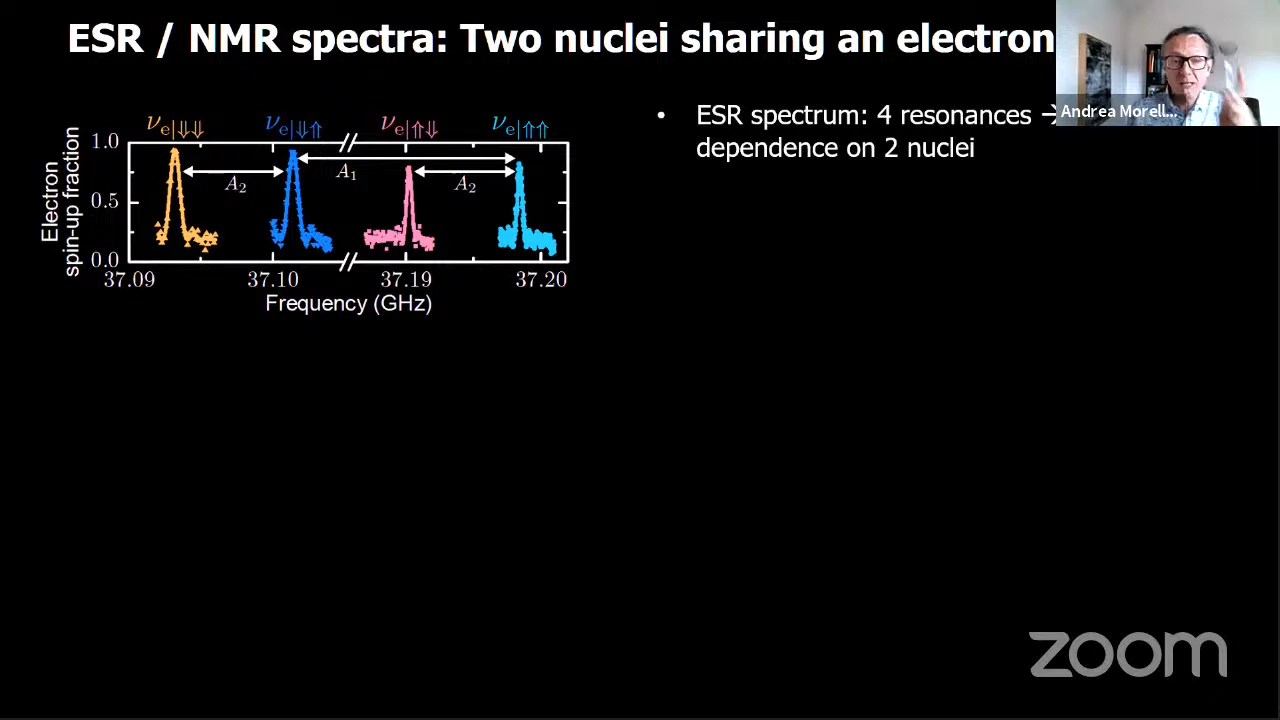 ESR / NMR spectra: Two nuclei sharing an electron
Andrea Morell...
• ESR spectrum: 4 resonances →
dependence on 2 nuclei
νe|⇓⇓ νe|⇓⇑ νe|⇑⇓ νe|⇑⇑
Electron
spin-up fraction
1.0
0.5
0.0
A2 A1 A2
37.09 37.10 37.19 37.20
Frequency (GHz)
zoom